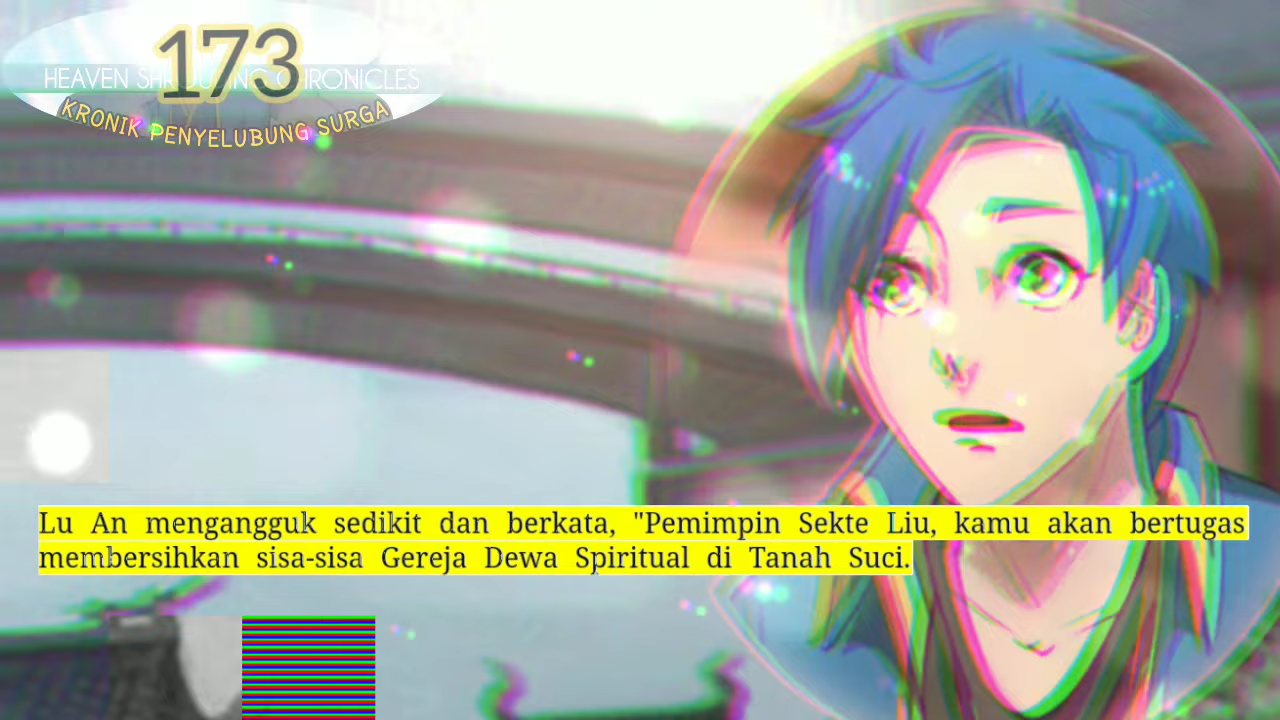 173
HEAVEN SHROUDING CHRONICLES
KRONIK PENYELUBUNG SURGA
Lu An mengangguk sedikit dan berkata, "Pemimpin Sekte Liu, kamu akan bertugas
membersihkan sisa-sisa Gereja Dewa Spiritual di Tanah Suci.